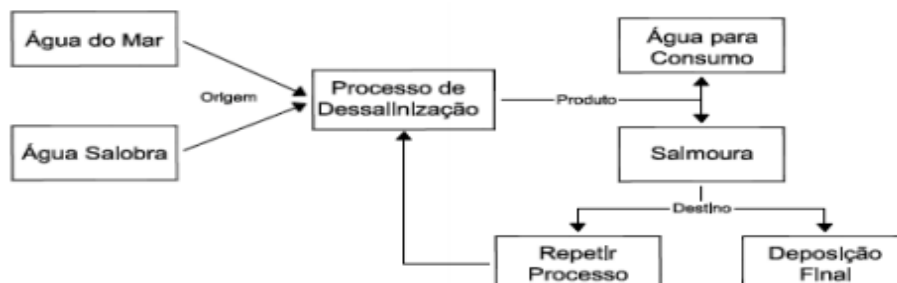 Água do Mar
Água Salobra
Origem
Processo de
Dessalinização
Produto
Água para
Consumo
Salmoura
Destino
Repetir
Processo
Deposição
Final